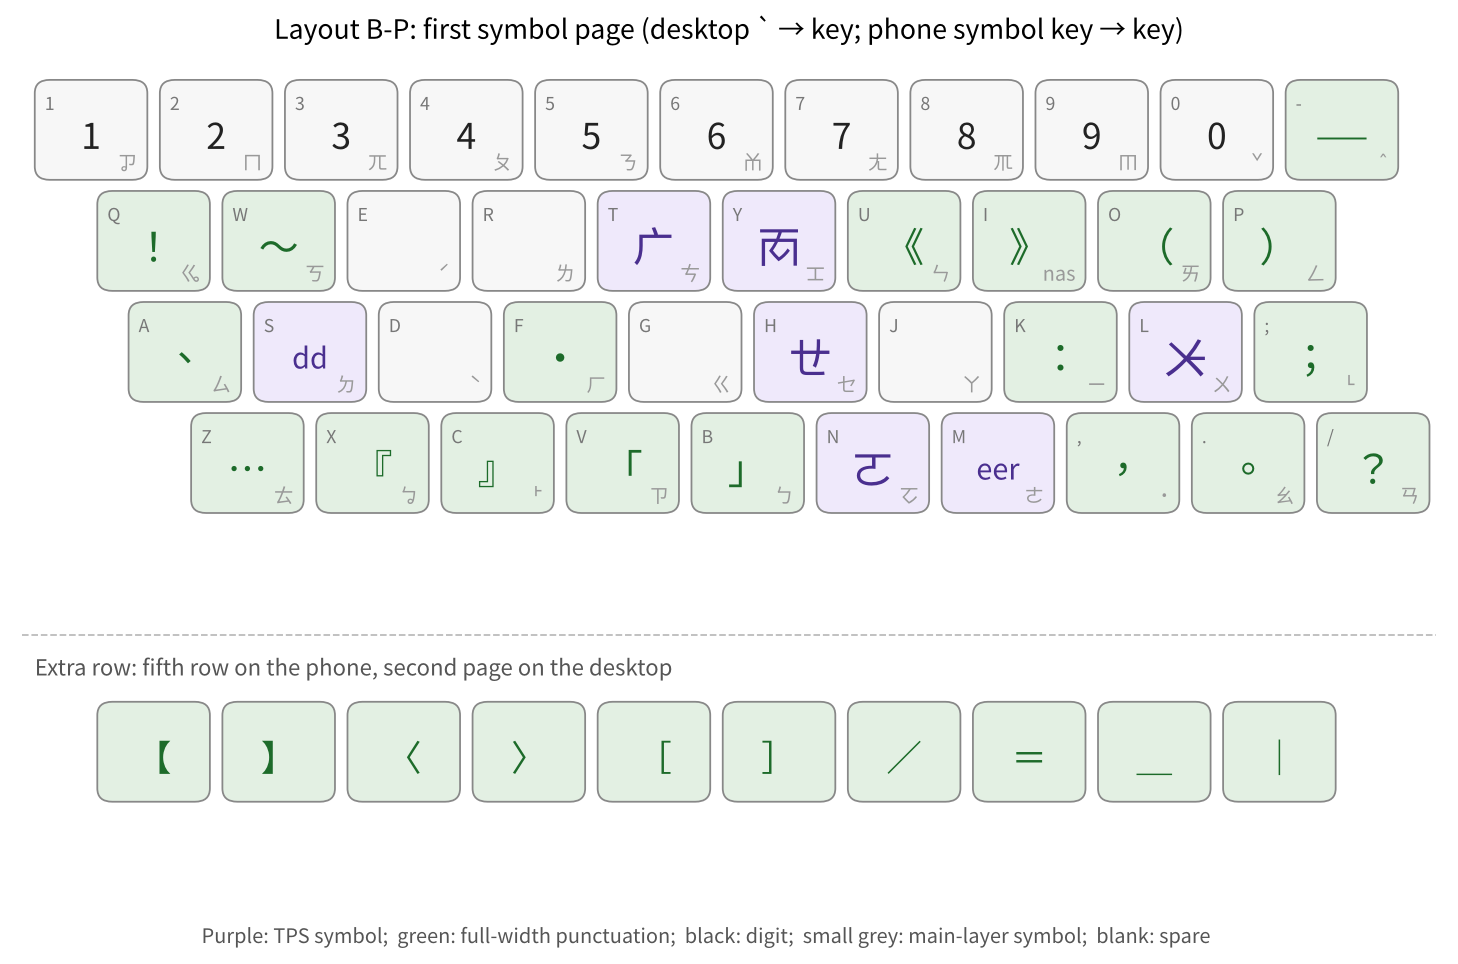 Layout B-P: first symbol page (desktop ` → key; phone symbol key → key)
1 1 ㆡ 2 2 ㄇ 3 3 ㄫ 4 4 ㄆ 5 5 ㄋ 6 6 7 7 ㄤ 8 8 9 9 0 0 ˇ - — ˆ
Q ！ ㆣ W ～ ㄎ E ˊ R ㄌ T 广 ㄘ Y 襾 ㆲ U 《 ㄣ I 》 nas O （ ㄞ P ） ㄥ
A 、 ㄙ S dd ㄉ D ˋ F ・ ㄏ G ㄍ H せ ㄝ J ㄚ K ： ㄧ L ㄨ ; ；
Z … ㄊ X 『 ㆠ C 』 V 「 ㄗ B 」 ㄅ N ㄛ M eer ㄜ , ， ˙ . 。 ㄠ / ？ ㄢ
Extra row: fifth row on the phone, second page on the desktop
【 】 〈 〉 ［ ］ ／ ＝ ＿ ｜
Purple: TPS symbol; green: full-width punctuation; black: digit; small grey: main-layer symbol; blank: spare